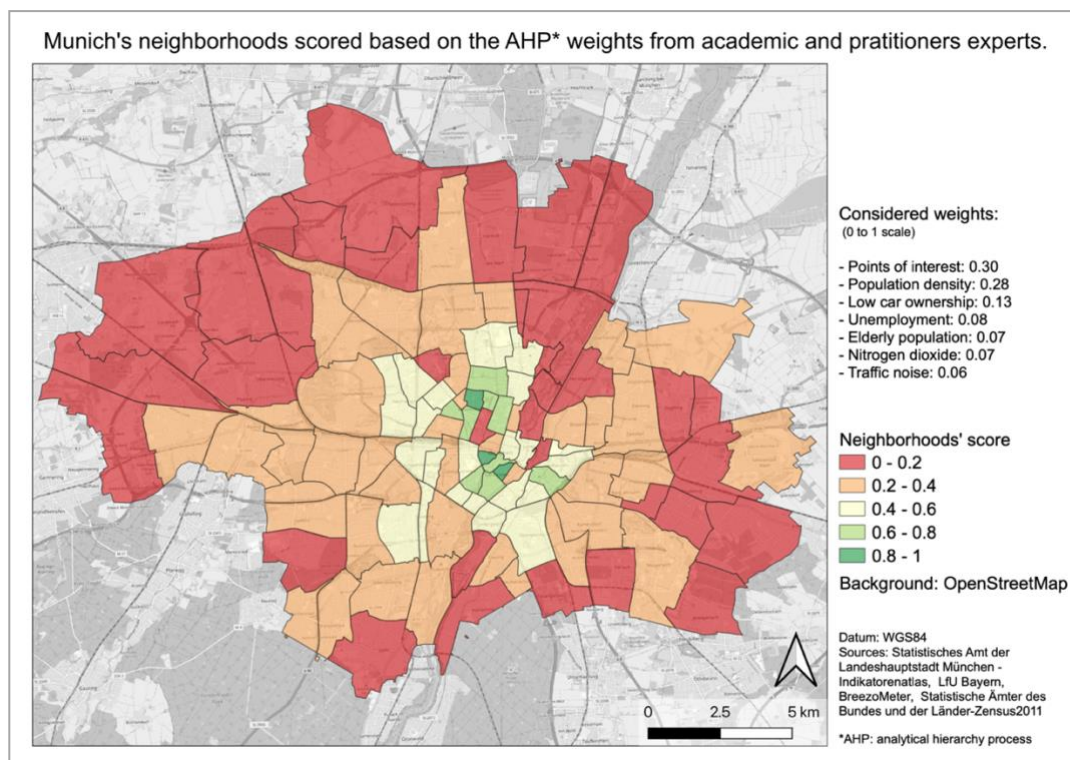 Munich's neighborhoods scored based on the AHP* weights from academic and pratitioners experts.
Considered weights:
(0 to 1 scale)
- Points of interest: 0.30
- Population density: 0.28
- Low car ownership: 0.13
- Unemployment: 0.08
- Elderly population: 0.07
- Nitrogen dioxide: 0.07
- Traffic noise: 0.06
Neighborhoods' score
0 - 0.2
0.2 - 0.4
0.4 - 0.6
0.6 - 0.8
0.8 - 1
Background: OpenStreetMap
Datum: WGS84
Sources: Statistisches Amt der
Landeshauptstadt München -
Indikatorenatlas, LfU Bayern,
BreezoMeter, Statistische Ämter des
Bundes und der Länder-Zensus2011
*AHP: analytical hierarchy process
0 2.5 5 km